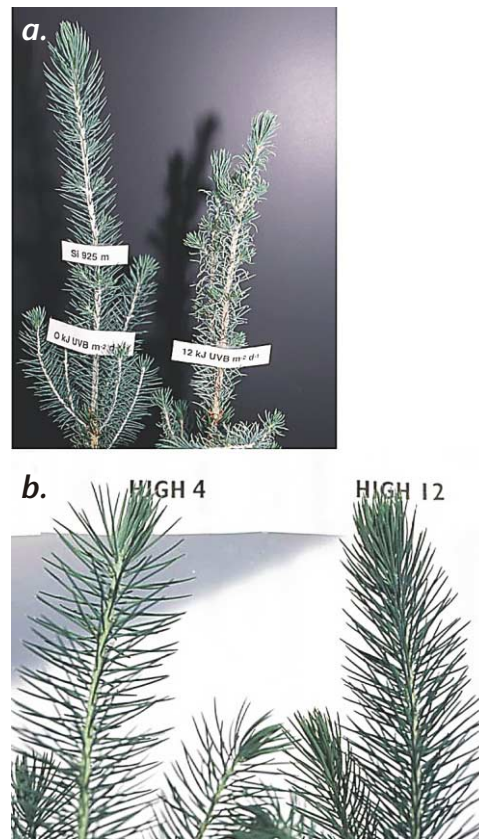 a.
Si 925 m
0 kJ UVB m⁻² d⁻¹
12 kJ UVB m⁻² d⁻¹
b.
HIGH 4
HIGH 12